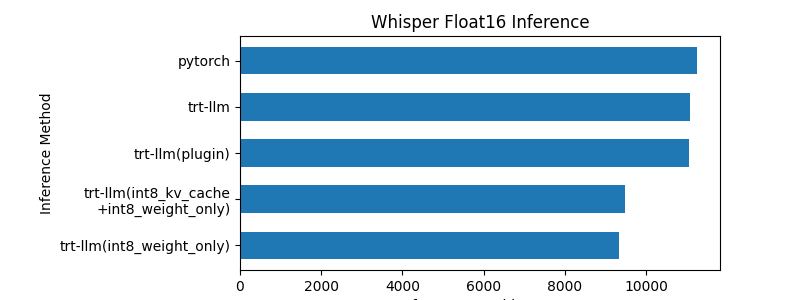 Whisper Float16 Inference
Inference Method
pytorch
trt-llm
trt-llm(plugin)
trt-llm(int8_kv_cache
+int8_weight_only)
trt-llm(int8_weight_only)
0 2000 4000 6000 8000 10000